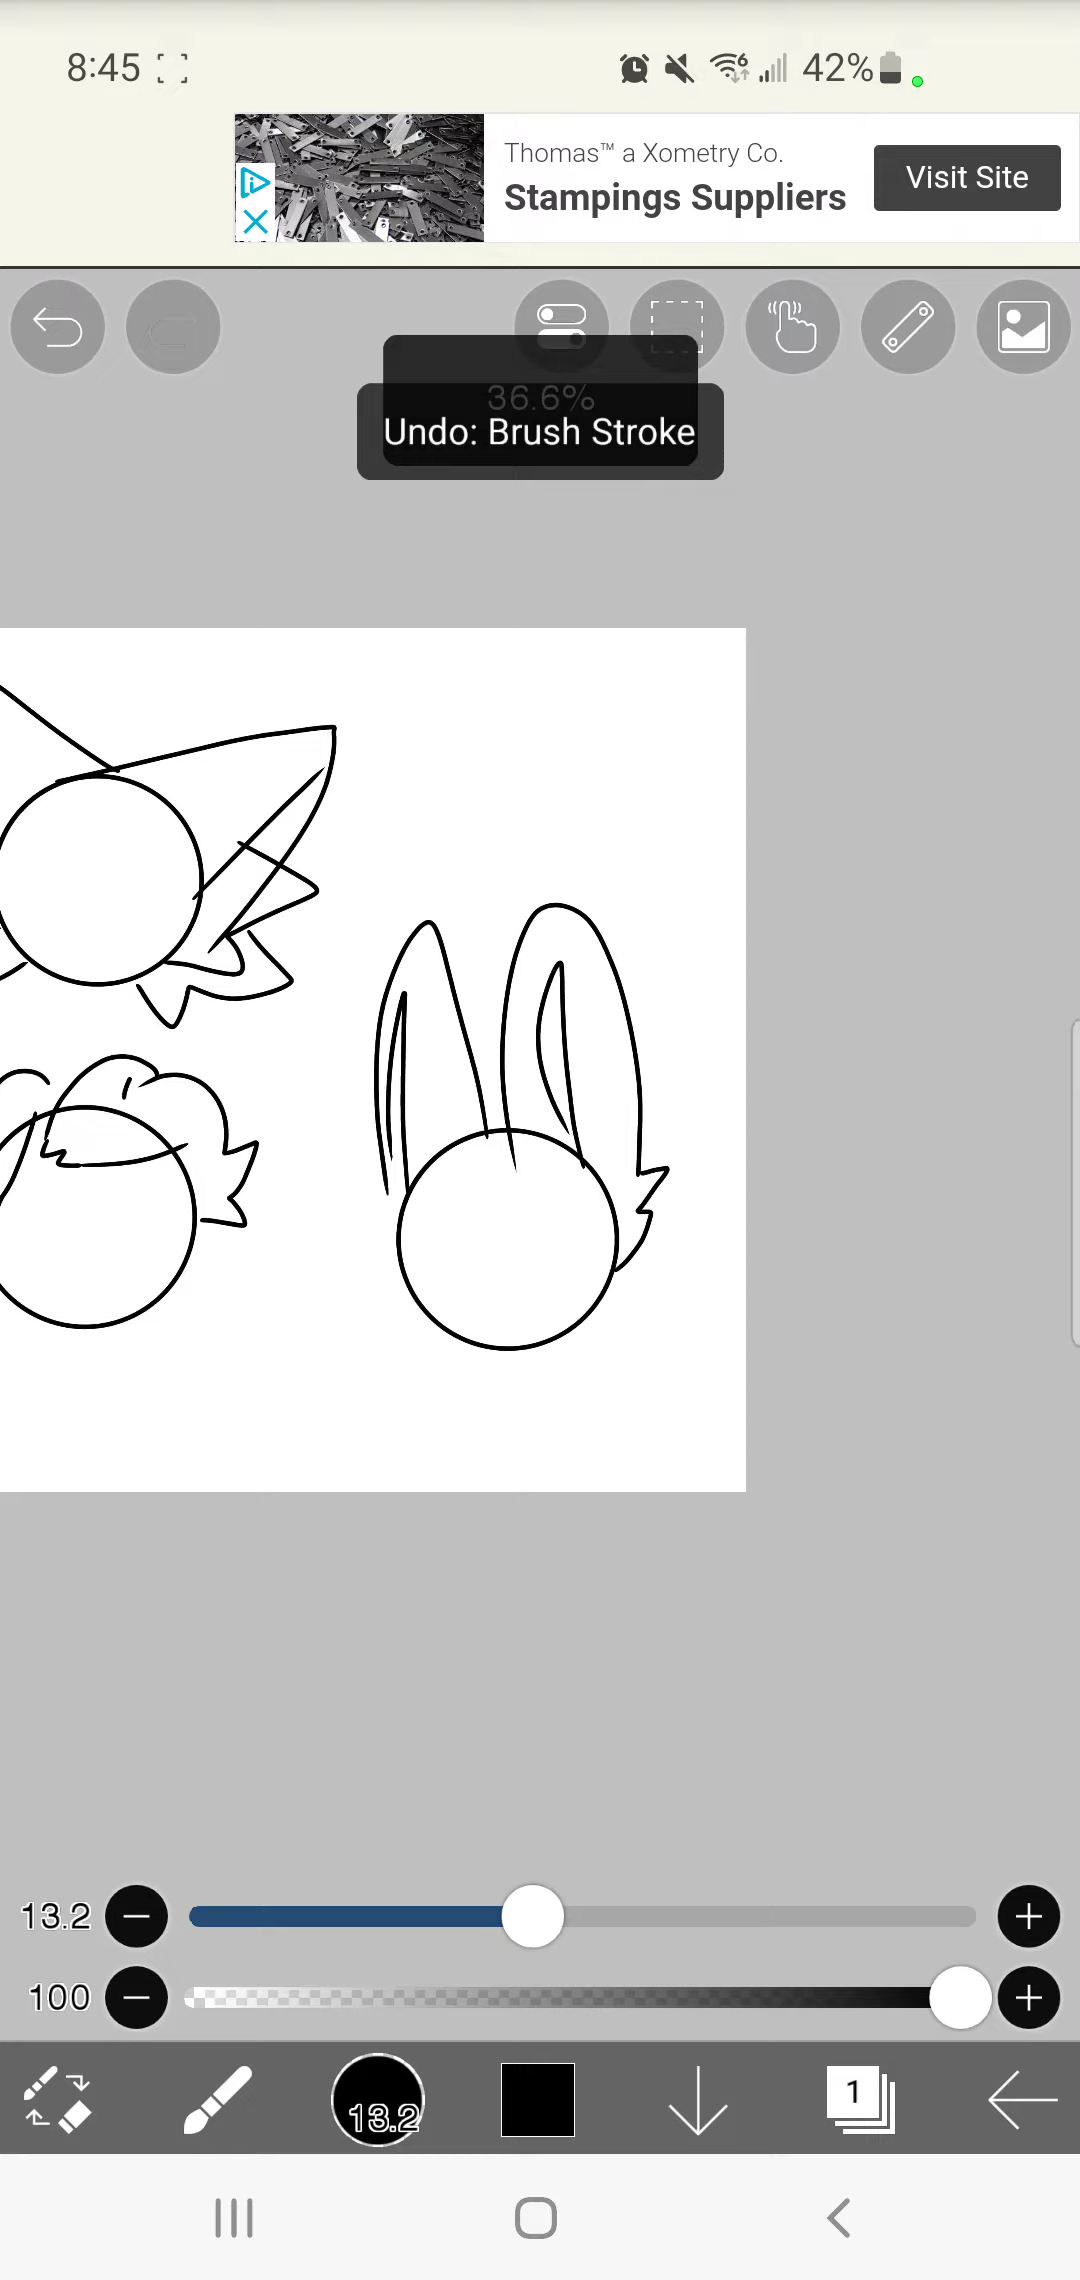 8:45
6
42%
Thomas™ a Xometry Co.
Stampings Suppliers
Visit Site
36.6%
Undo: Brush Stroke
13.2
100
13.2
1